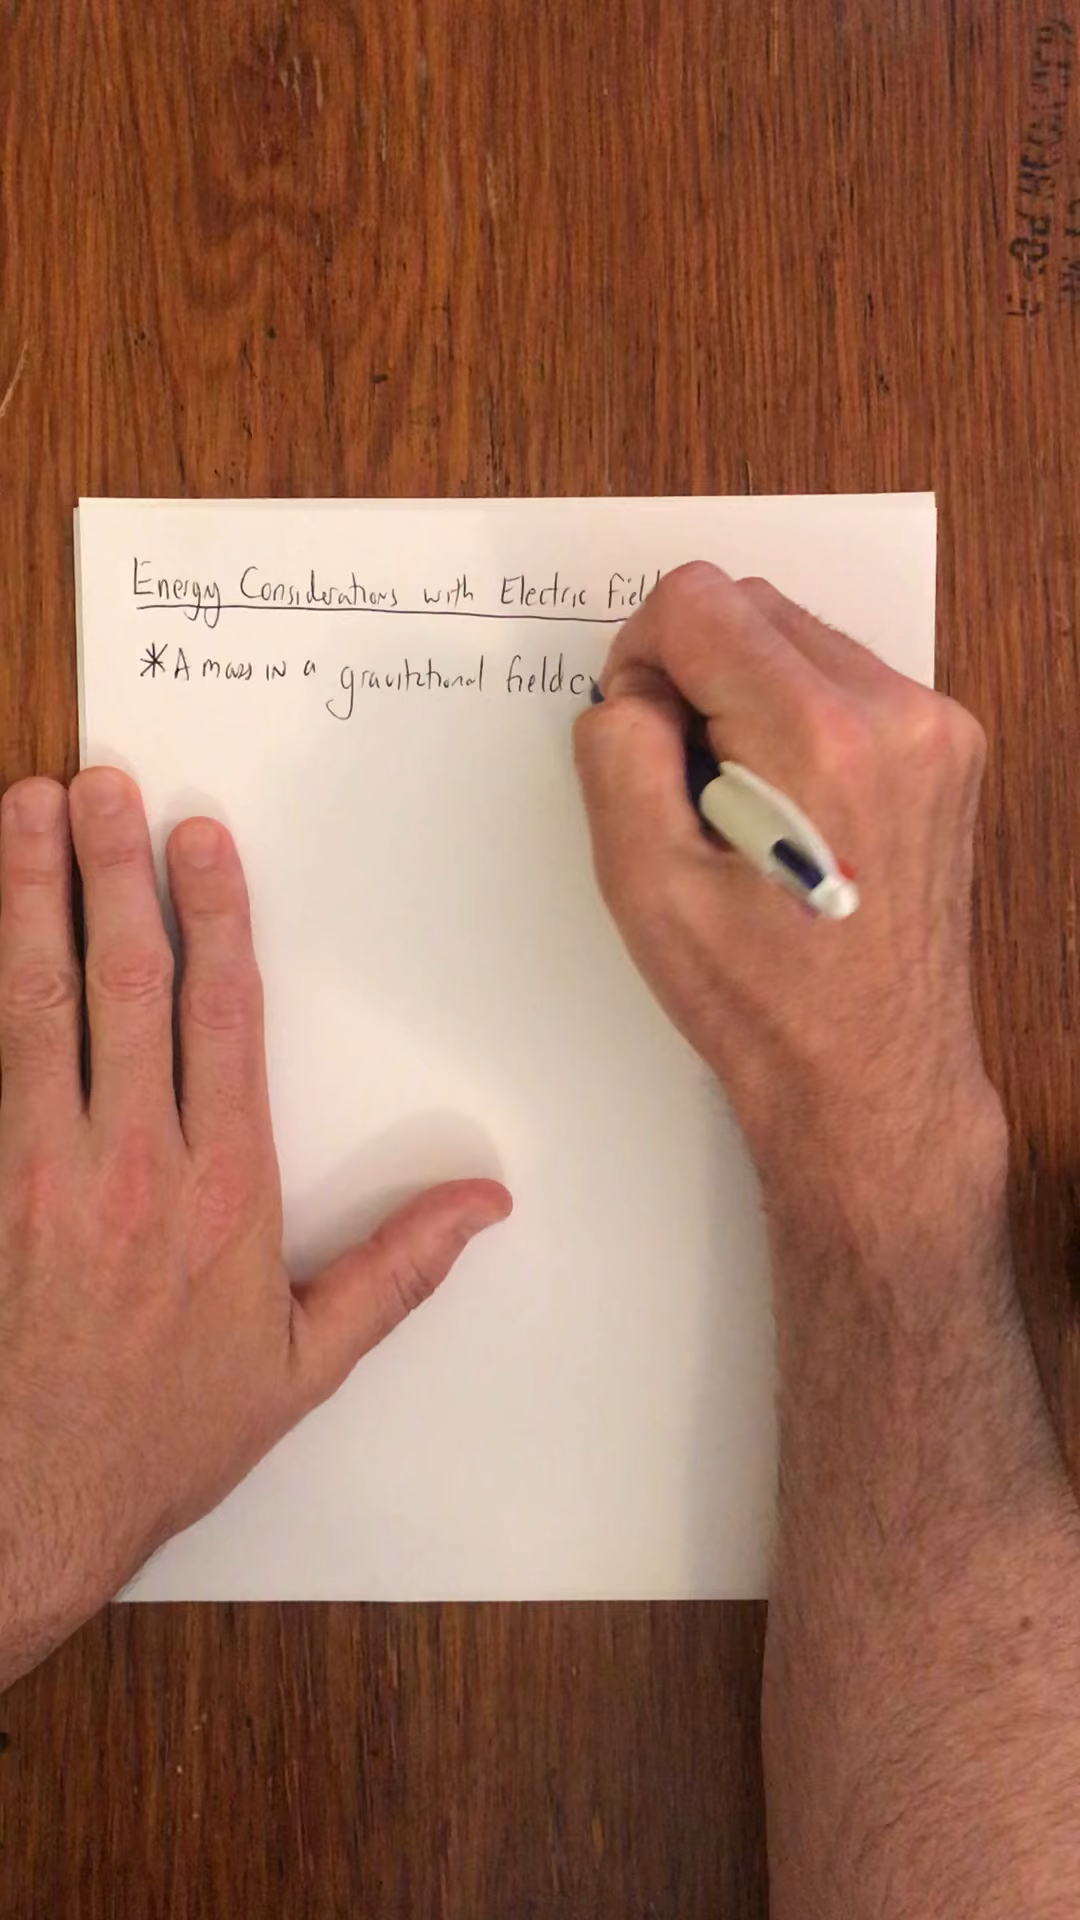 Energy Considerations with Electric Fiel
* A mass in a gravitational field